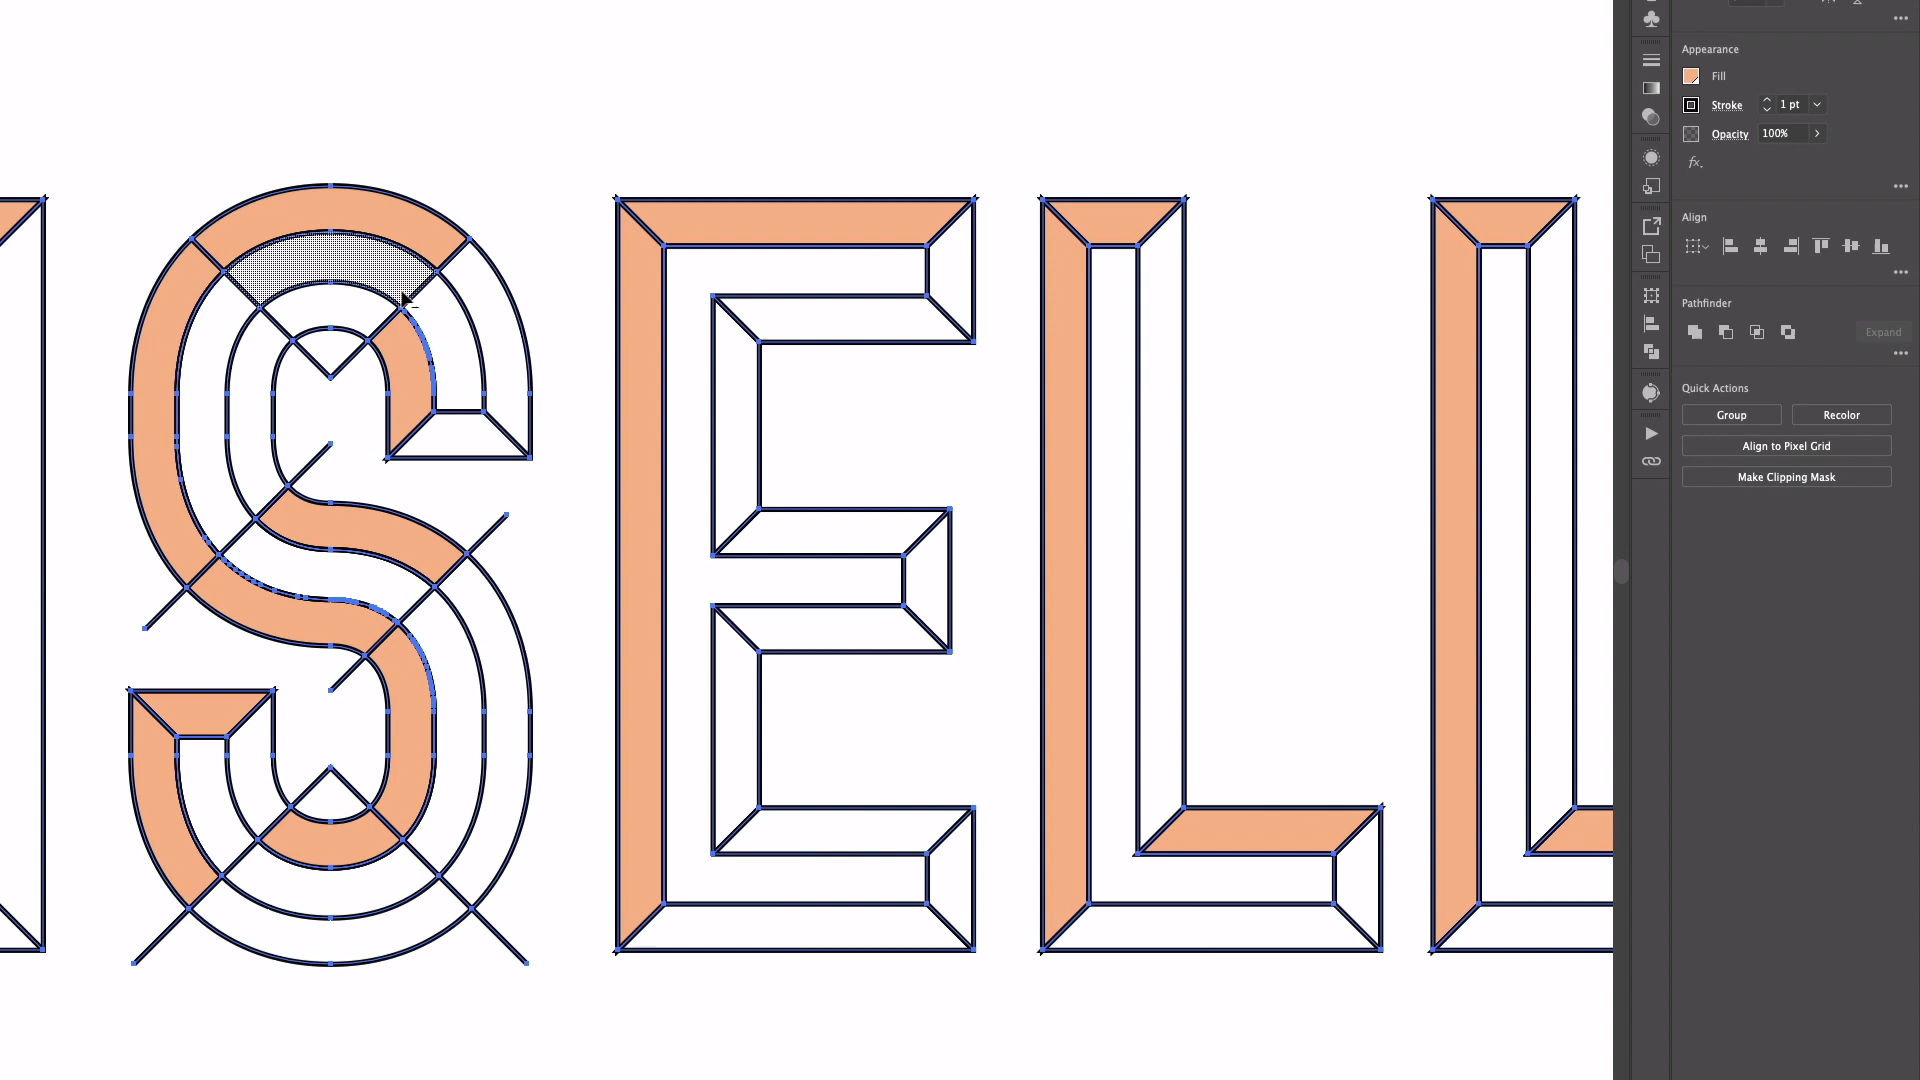 Appearance
Fill
Stroke 1 pt
Opacity 100%
fx.
Align
Pathfinder
Expand
Quick Actions
Group Recolor
Align to Pixel Grid
Make Clipping Mask
S E L